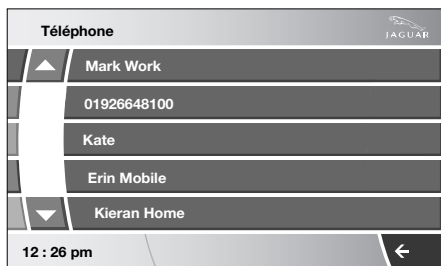 Téléphone
JAGUAR
Mark Work
01926648100
Kate
Erin Mobile
Kieran Home
12 : 26 pm